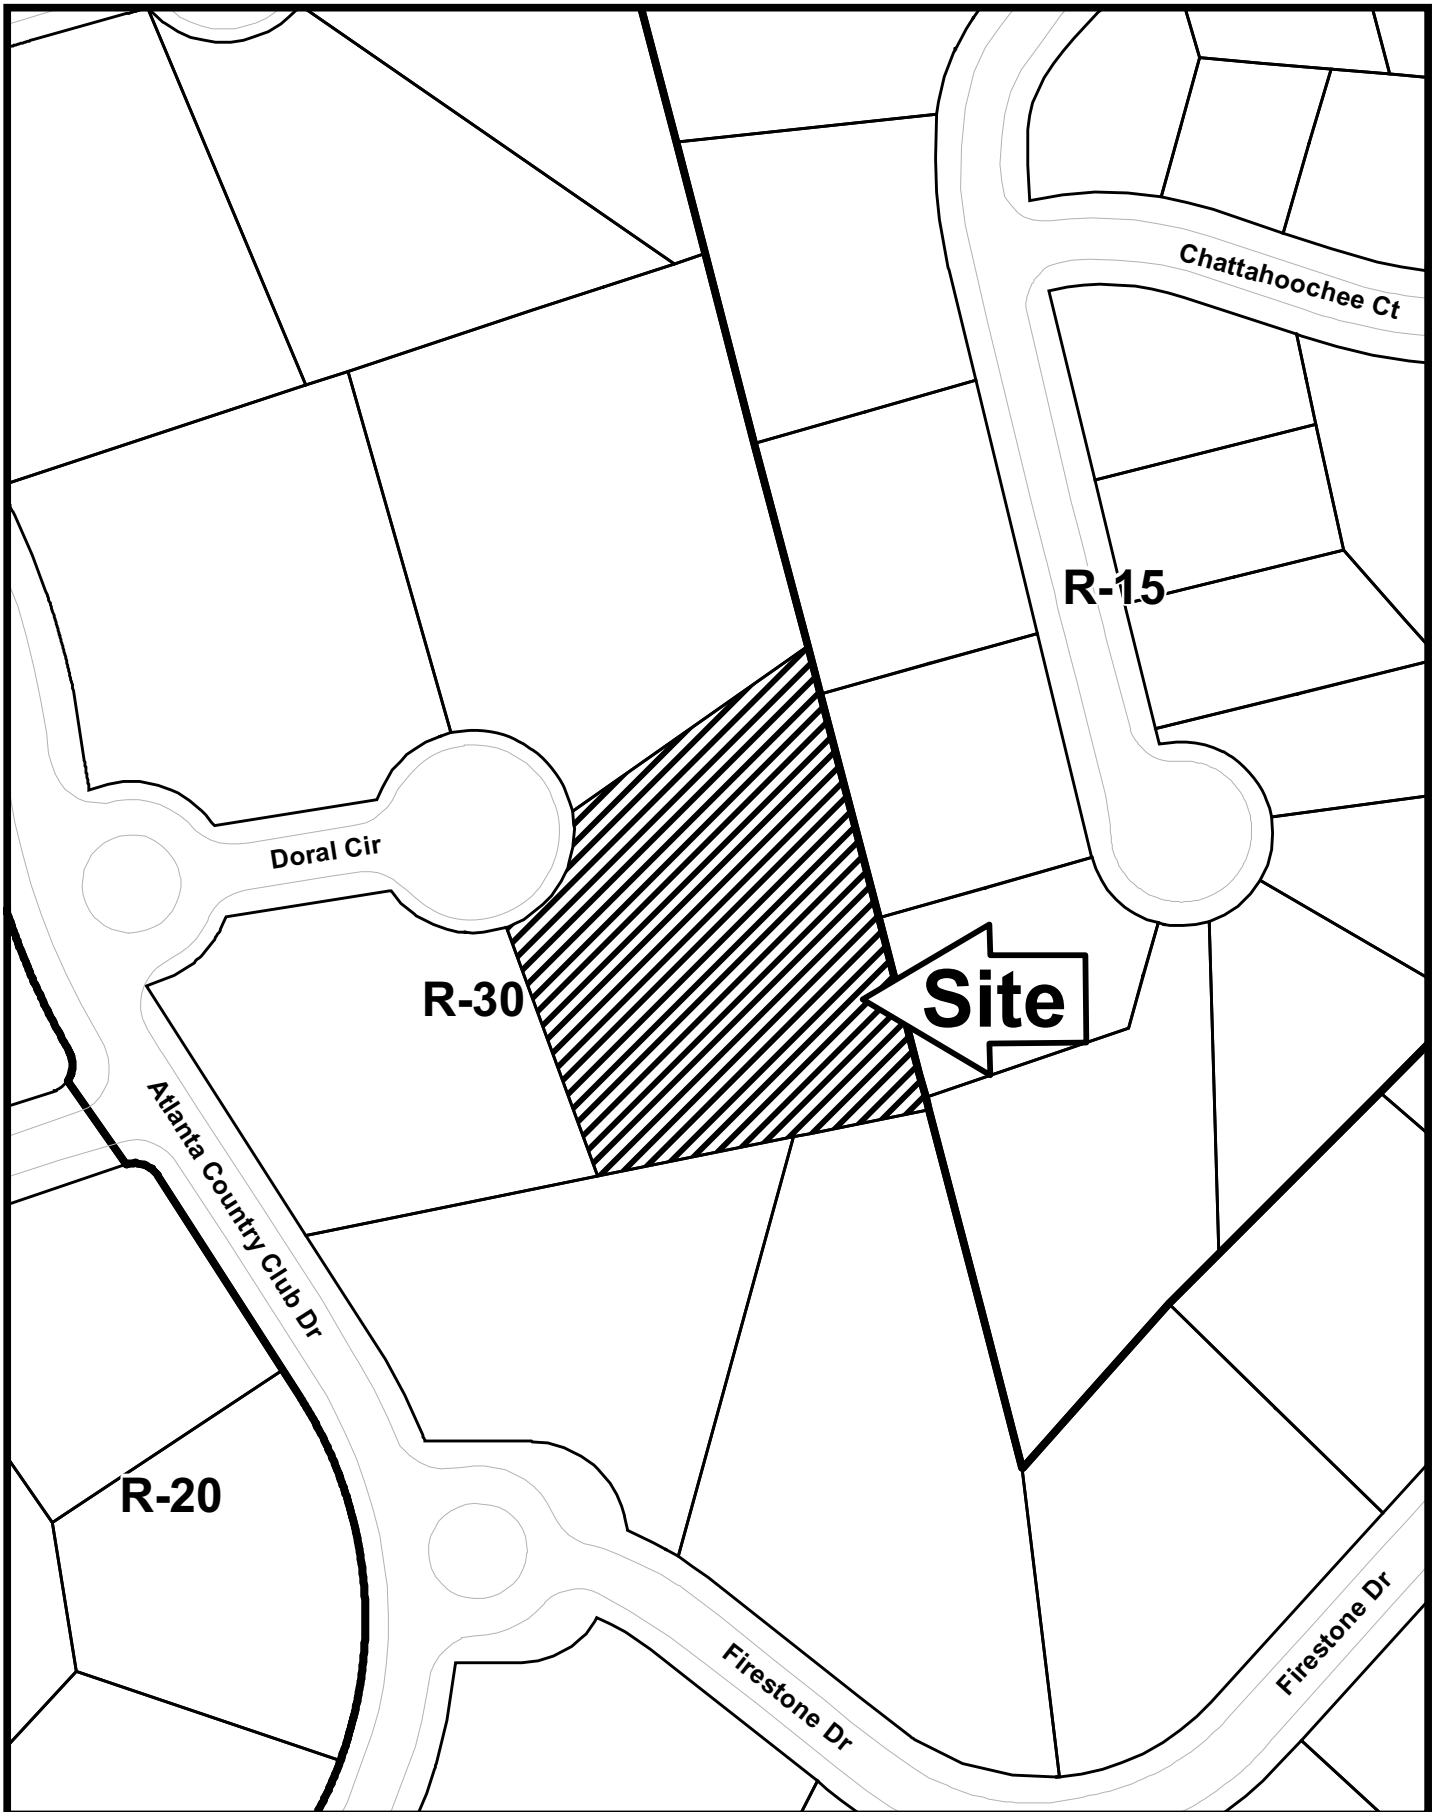 Chattahoochee Ct
R-15
Doral Cir
R-30
Site
Atlanta Country Club Dr
R-20
Firestone Dr
Firestone Dr